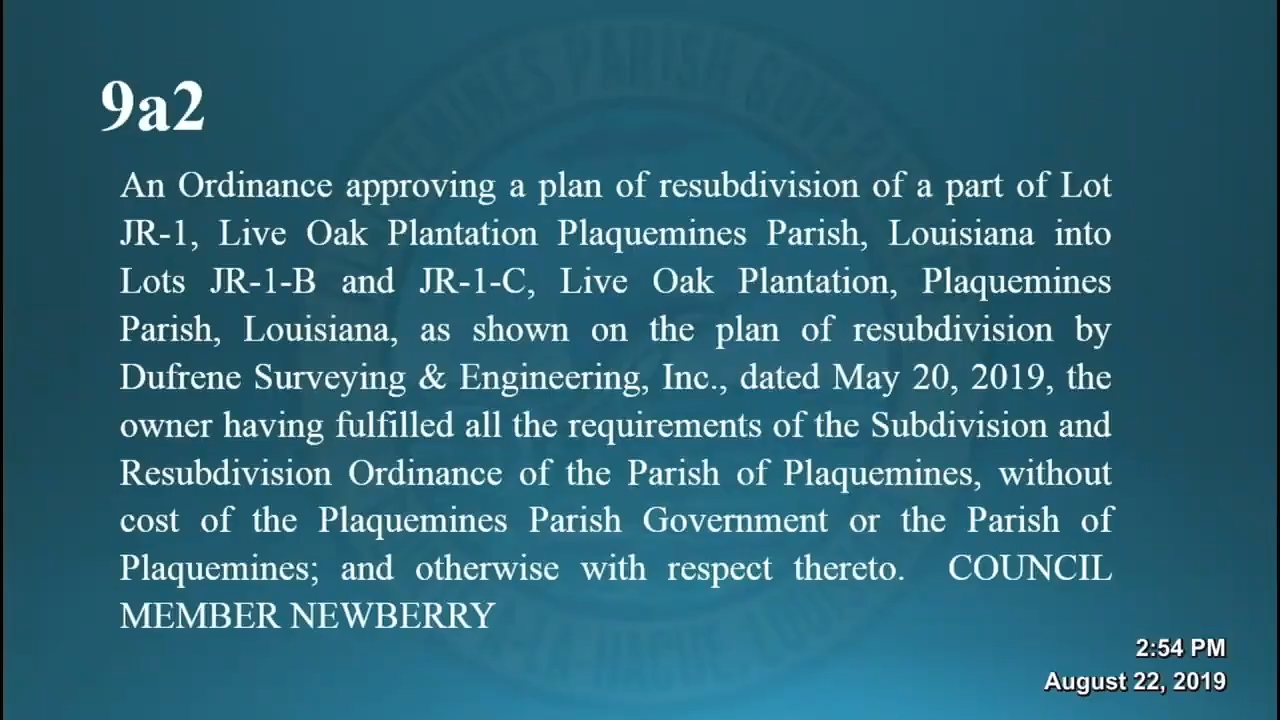 9a2
An Ordinance approving a plan of resubdivision of a part of Lot
JR-1, Live Oak Plantation Plaquemines Parish, Louisiana into
Lots JR-1-B and JR-1-C, Live Oak Plantation, Plaquemines
Parish, Louisiana, as shown on the plan of resubdivision by
Dufrene Surveying & Engineering, Inc., dated May 20, 2019, the
owner having fulfilled all the requirements of the Subdivision and
Resubdivision Ordinance of the Parish of Plaquemines, without
cost of the Plaquemines Parish Government or the Parish of
Plaquemines; and otherwise with respect thereto. COUNCIL
MEMBER NEWBERRY
2:54 PM
August 22, 2019